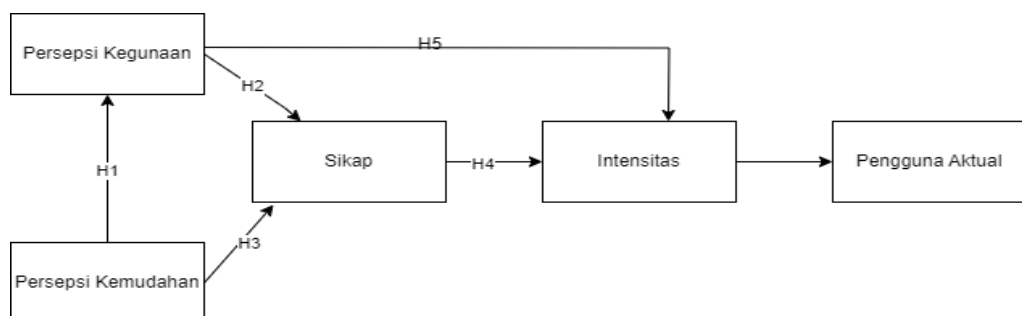 Persepsi Kegunaan
H5
H2
Sikap
H4
Intensitas
Pengguna Aktual
H1
H3
Persepsi Kemudahan